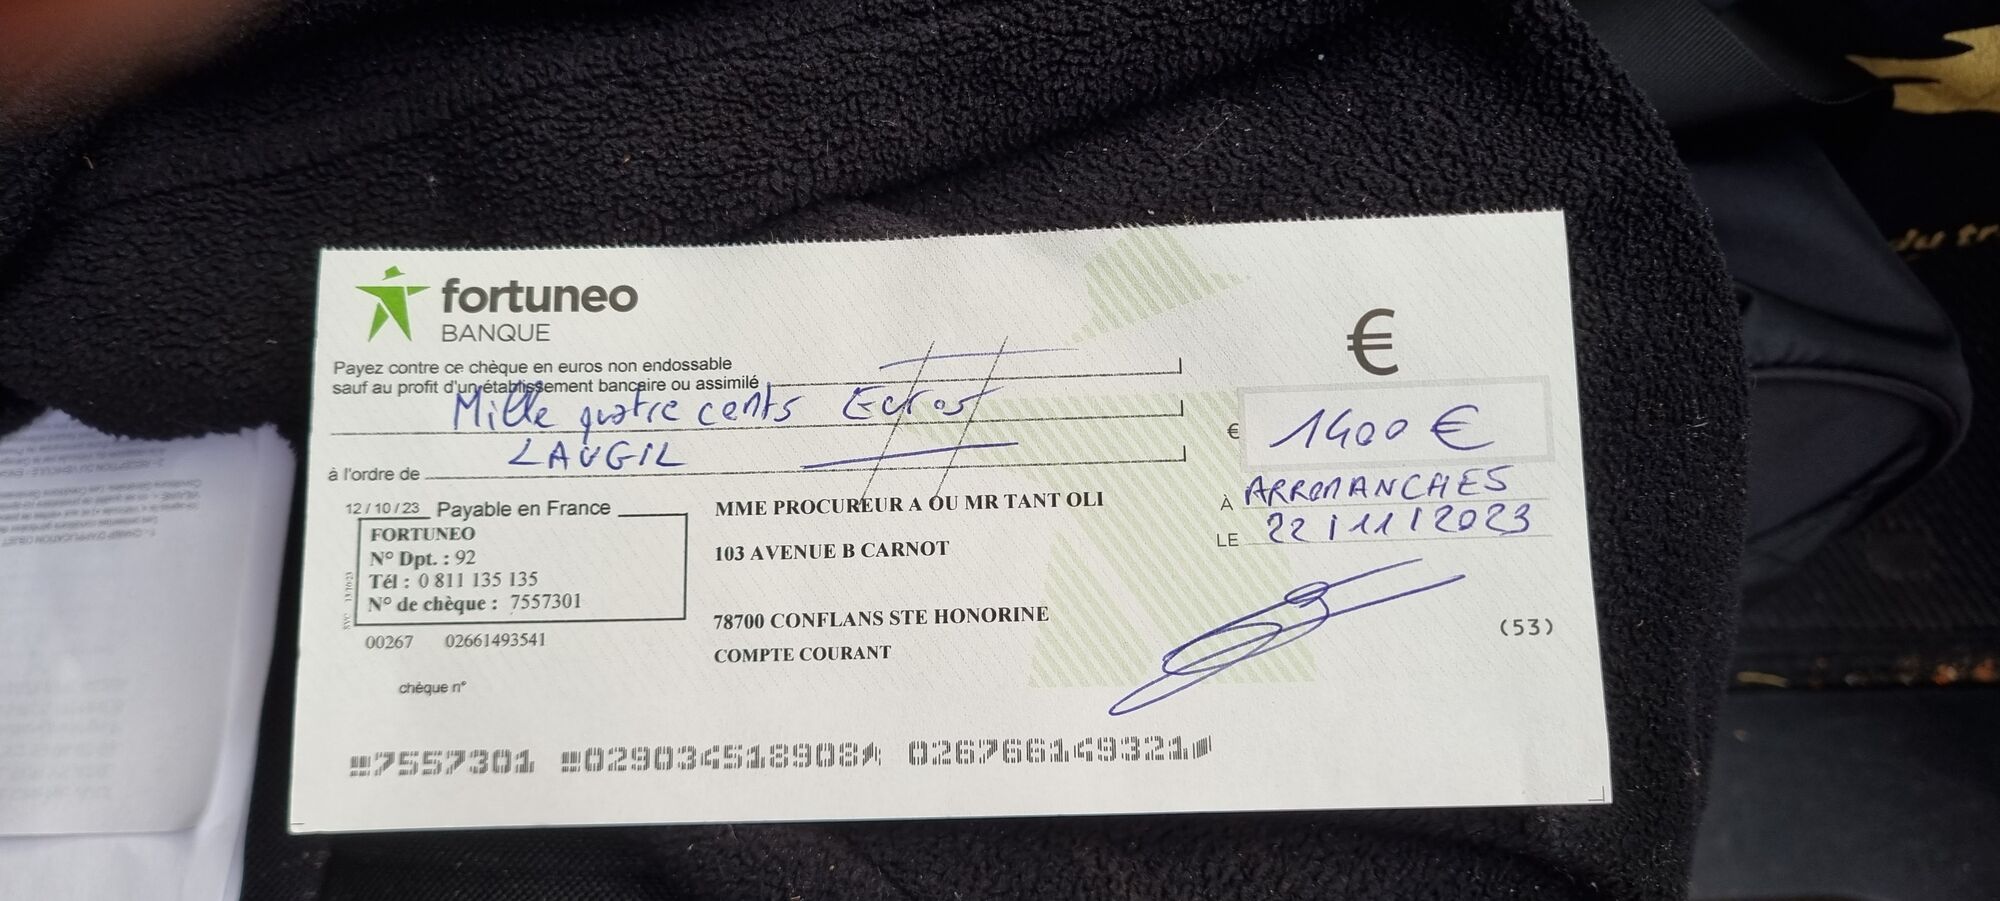 fortuneo
BANQUE
€
Payez contre ce chèque en euros non endossable
sauf au profit d'un établissement bancaire ou assimilé
Mille quatre cents Euros
€ 1400 €
à l'ordre de LAUGIL
À ARROMANCHES
LE 22/11/2023
12/10/23 Payable en France
FORTUNEO
N° Dpt. : 92
Tél : 0 811 135 135
N° de chèque : 7557301
00267 02661493541
MME PROCUREUR A OU MR TANT OLI
103 AVENUE B CARNOT
78700 CONFLANS STE HONORINE
COMPTE COURANT
(53)
chèque n°
7557301 029034518908 026766149321
du tr